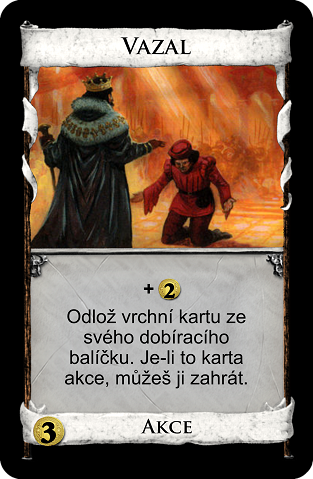 Vazal
+ 2
Odlož vrchní kartu ze
svého dobíracího
balíčku. Je-li to karta
akce, můžeš ji zahrát.
3
Akce